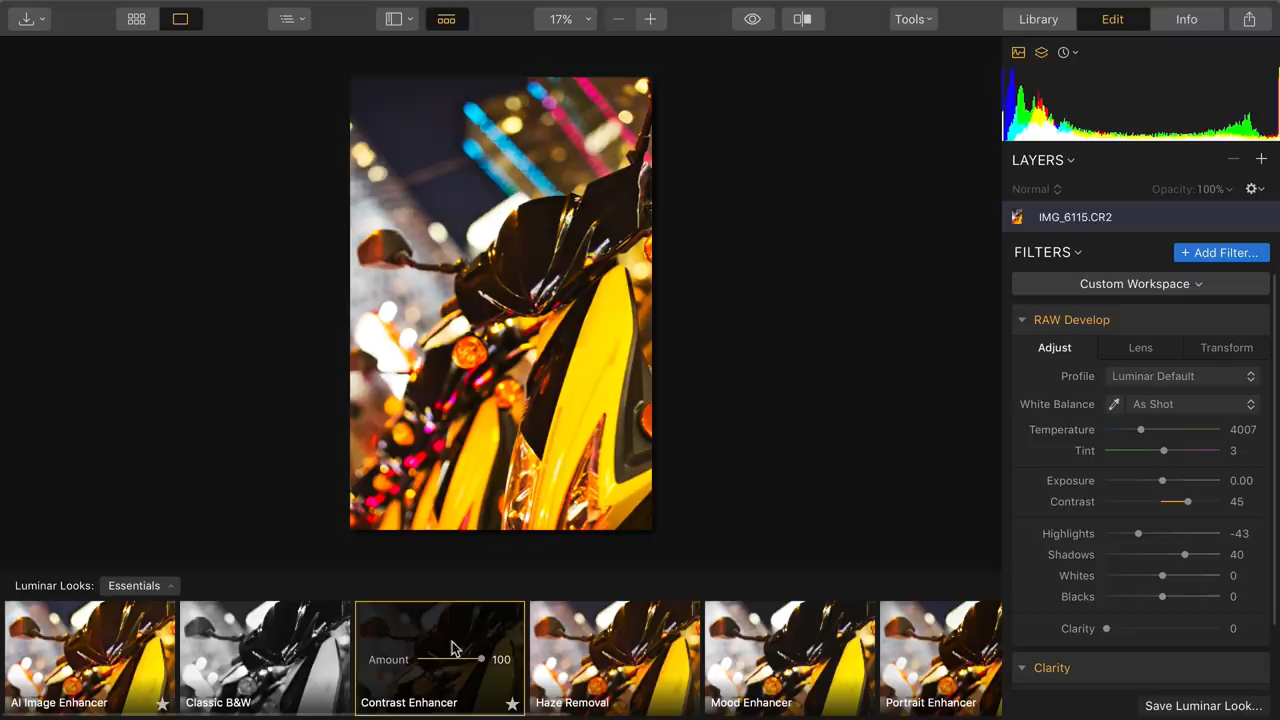 17%
Tools
Library
Edit
Info
LAYERS
Normal
Opacity: 100%
IMG_6115.CR2
FILTERS
+ Add Filter...
Custom Workspace
RAW Develop
Adjust
Lens
Transform
Profile
Luminar Default
White Balance
As Shot
Temperature
4007
Tint
3
Exposure
0.00
Contrast
45
Highlights
-43
Shadows
40
Whites
0
Blacks
0
Clarity
0
Clarity
Save Luminar Look...
Luminar Looks:
Essentials
Amount
100
AI Image Enhancer
Classic B&W
Contrast Enhancer
Haze Removal
Mood Enhancer
Portrait Enhancer